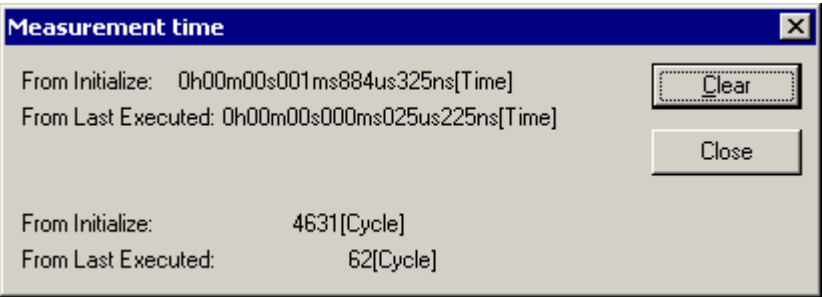 Measurement time
From Initialize: 0h00m00s001ms884us325ns[Time]
From Last Executed: 0h00m00s000ms025us225ns[Time]
Clear
Close
From Initialize: 4631[Cycle]
From Last Executed: 62[Cycle]